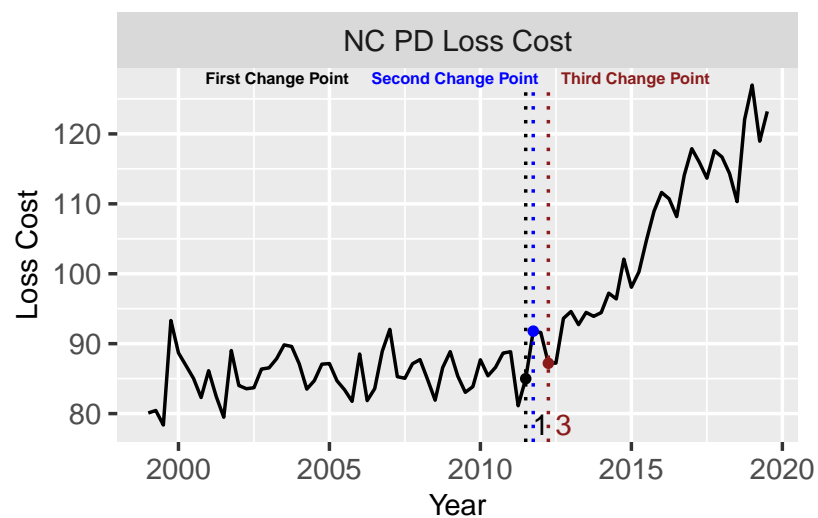 NC PD Loss Cost
First Change Point Second Change Point Third Change Point
120
110
100
90
80
Loss Cost
1 3
2000 2005 2010 2015 2020
Year